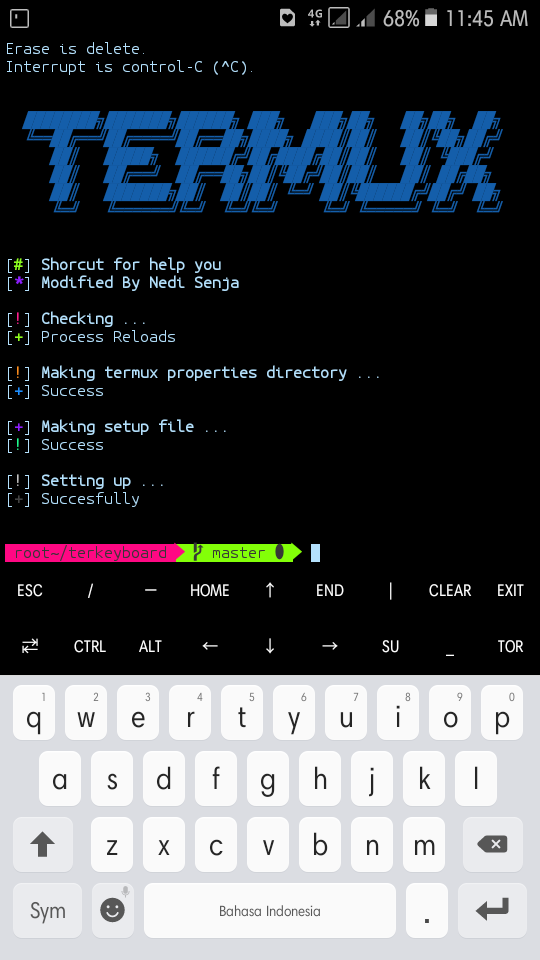 4G 68% 11:45 AM
Erase is delete.
Interrupt is control-C (^C).
TERMUX
[#] Shorcut for help you
[*] Modified By Nedi Senja
[!] Checking ...
[+] Process Reloads
[!] Making termux properties directory ...
[+] Success
[+] Making setup file ...
[!] Success
[!] Setting up ...
[+] Succesfully
root~/terkeyboard master
ESC / — HOME ↑ END | CLEAR EXIT
⇄ CTRL ALT ← ↓ → SU _ TOR
1 2 3 4 5 6 7 8 9 0
q w e r t y u i o p
a s d f g h j k l
z x c v b n m
Sym Bahasa Indonesia .